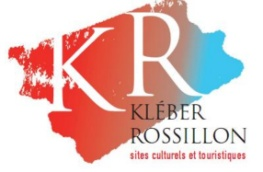 KR
KLÉBER
ROSSILLON
sites culturels et touristiques